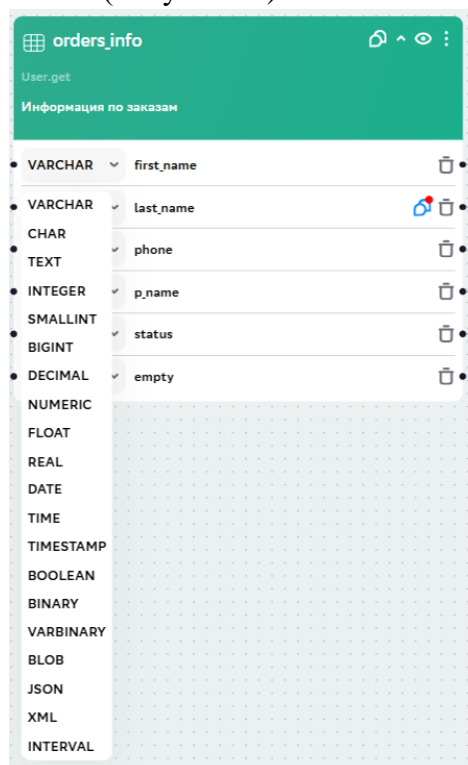 orders_info
User.get
Информация по заказам
VARCHAR first_name
VARCHAR last_name
CHAR
phone
TEXT
INTEGER p_name
SMALLINT
status
BIGINT
DECIMAL empty
NUMERIC
FLOAT
REAL
DATE
TIME
TIMESTAMP
BOOLEAN
BINARY
VARBINARY
BLOB
JSON
XML
INTERVAL